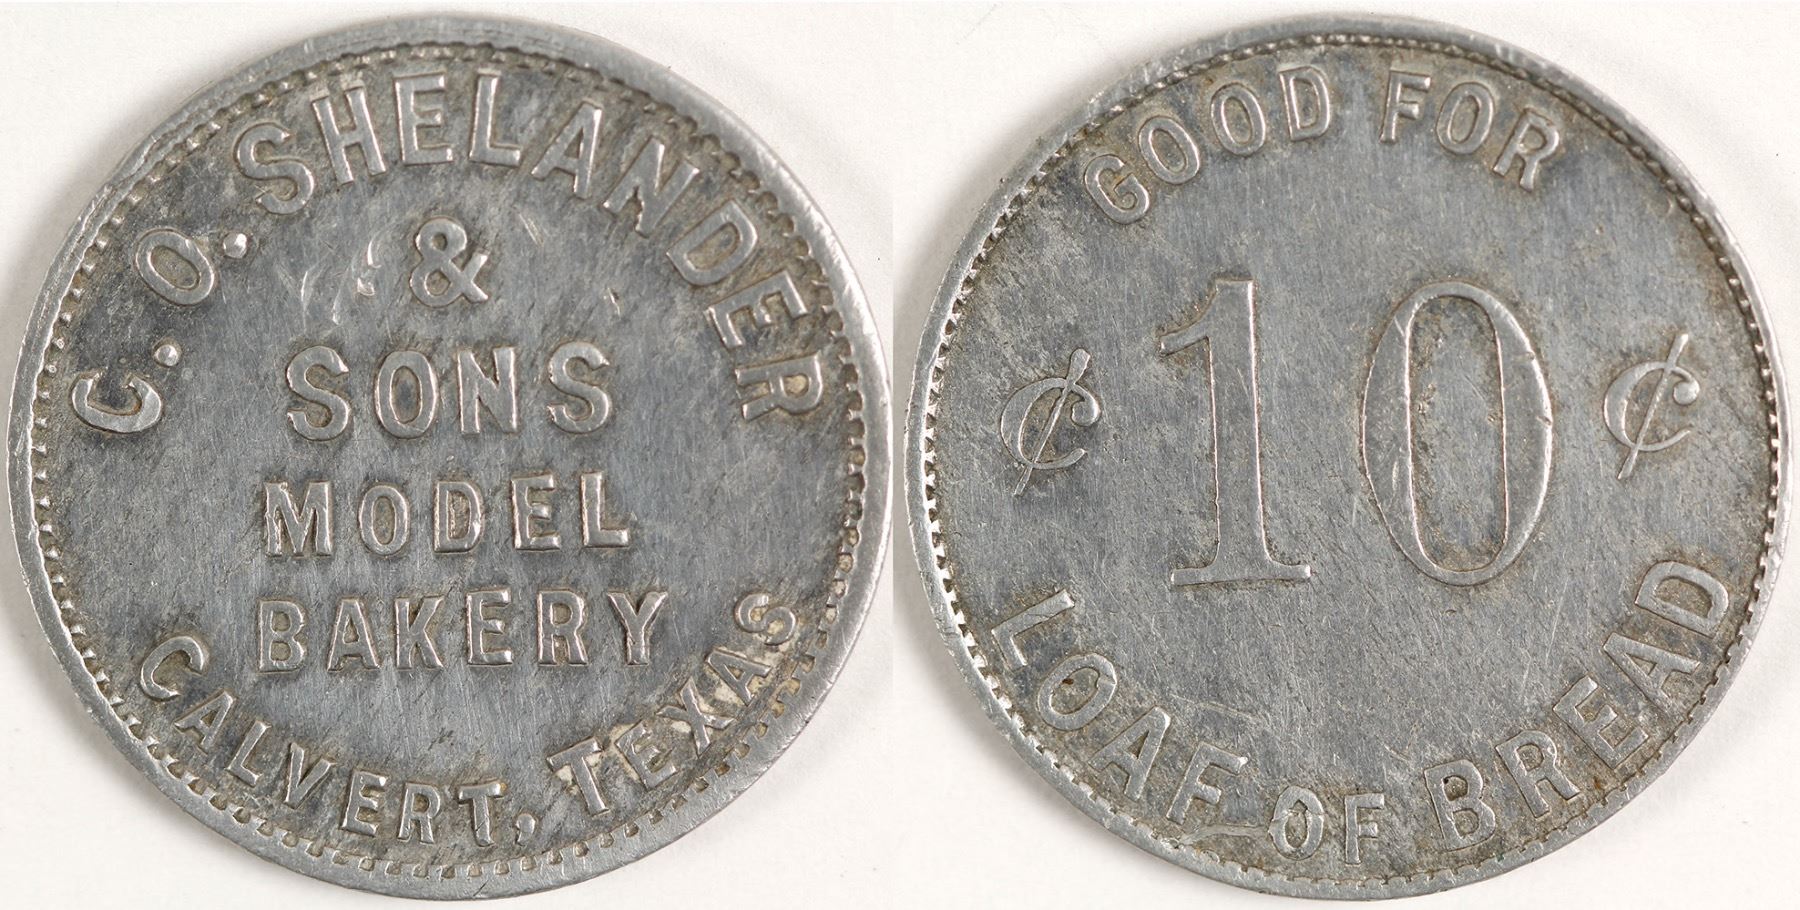 C. O. SHELANDER
&
SONS
MODEL
BAKERY
CALVERT, TEXAS
GOOD FOR
¢ 10 ¢
LOAF OF BREAD